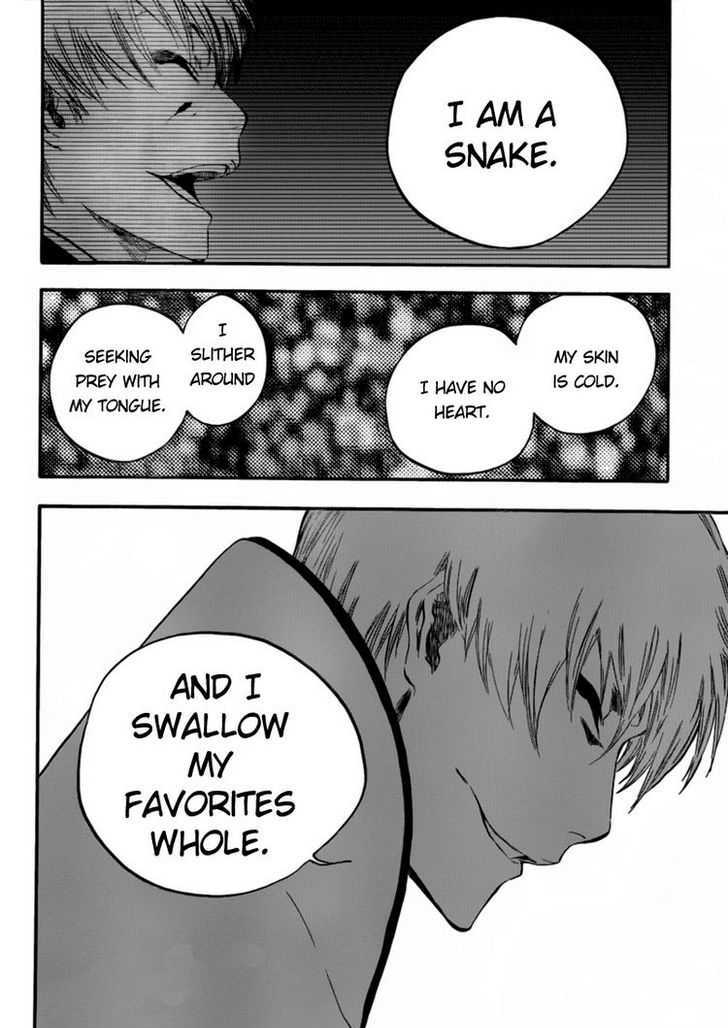 I AM A
SNAKE.
MY SKIN
IS COLD.
I HAVE NO
HEART.
I
SLITHER
AROUND
SEEKING
PREY WITH
MY TONGUE.
AND I
SWALLOW
MY
FAVORITES
WHOLE.